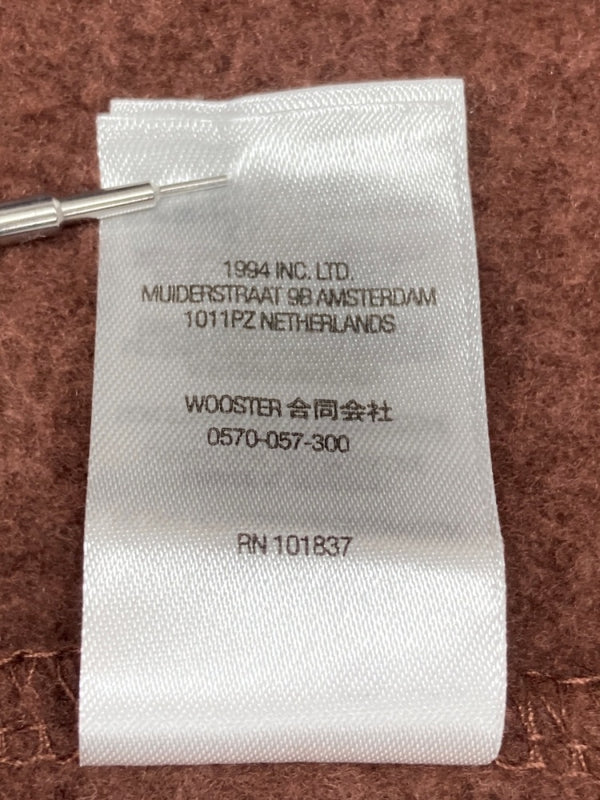 1994 INC. LTD.
MUIDERSTRAAT 9B AMSTERDAM
1011PZ NETHERLANDS
WOOSTER 合同会社
0570-057-300
RN 101837